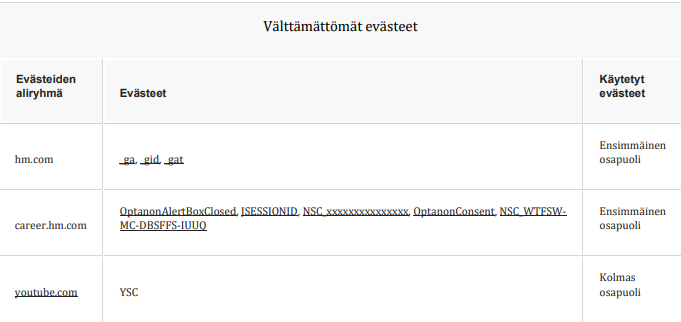 Välttämättömät evästeet
Evästeiden
aliryhmä
Evästeet
Käytetyt
evästeet
hm.com
_ga, _gid, _gat
Ensimmäinen
osapuoli
career.hm.com
OptanonAlertBoxClosed, JSESSIONID, NSC_xxxxxxxxxxxxxxx, OptanonConsent, NSC_WTFSW-
MC-DBSFFS-IUUQ
Ensimmäinen
osapuoli
youtube.com
YSC
Kolmas
osapuoli